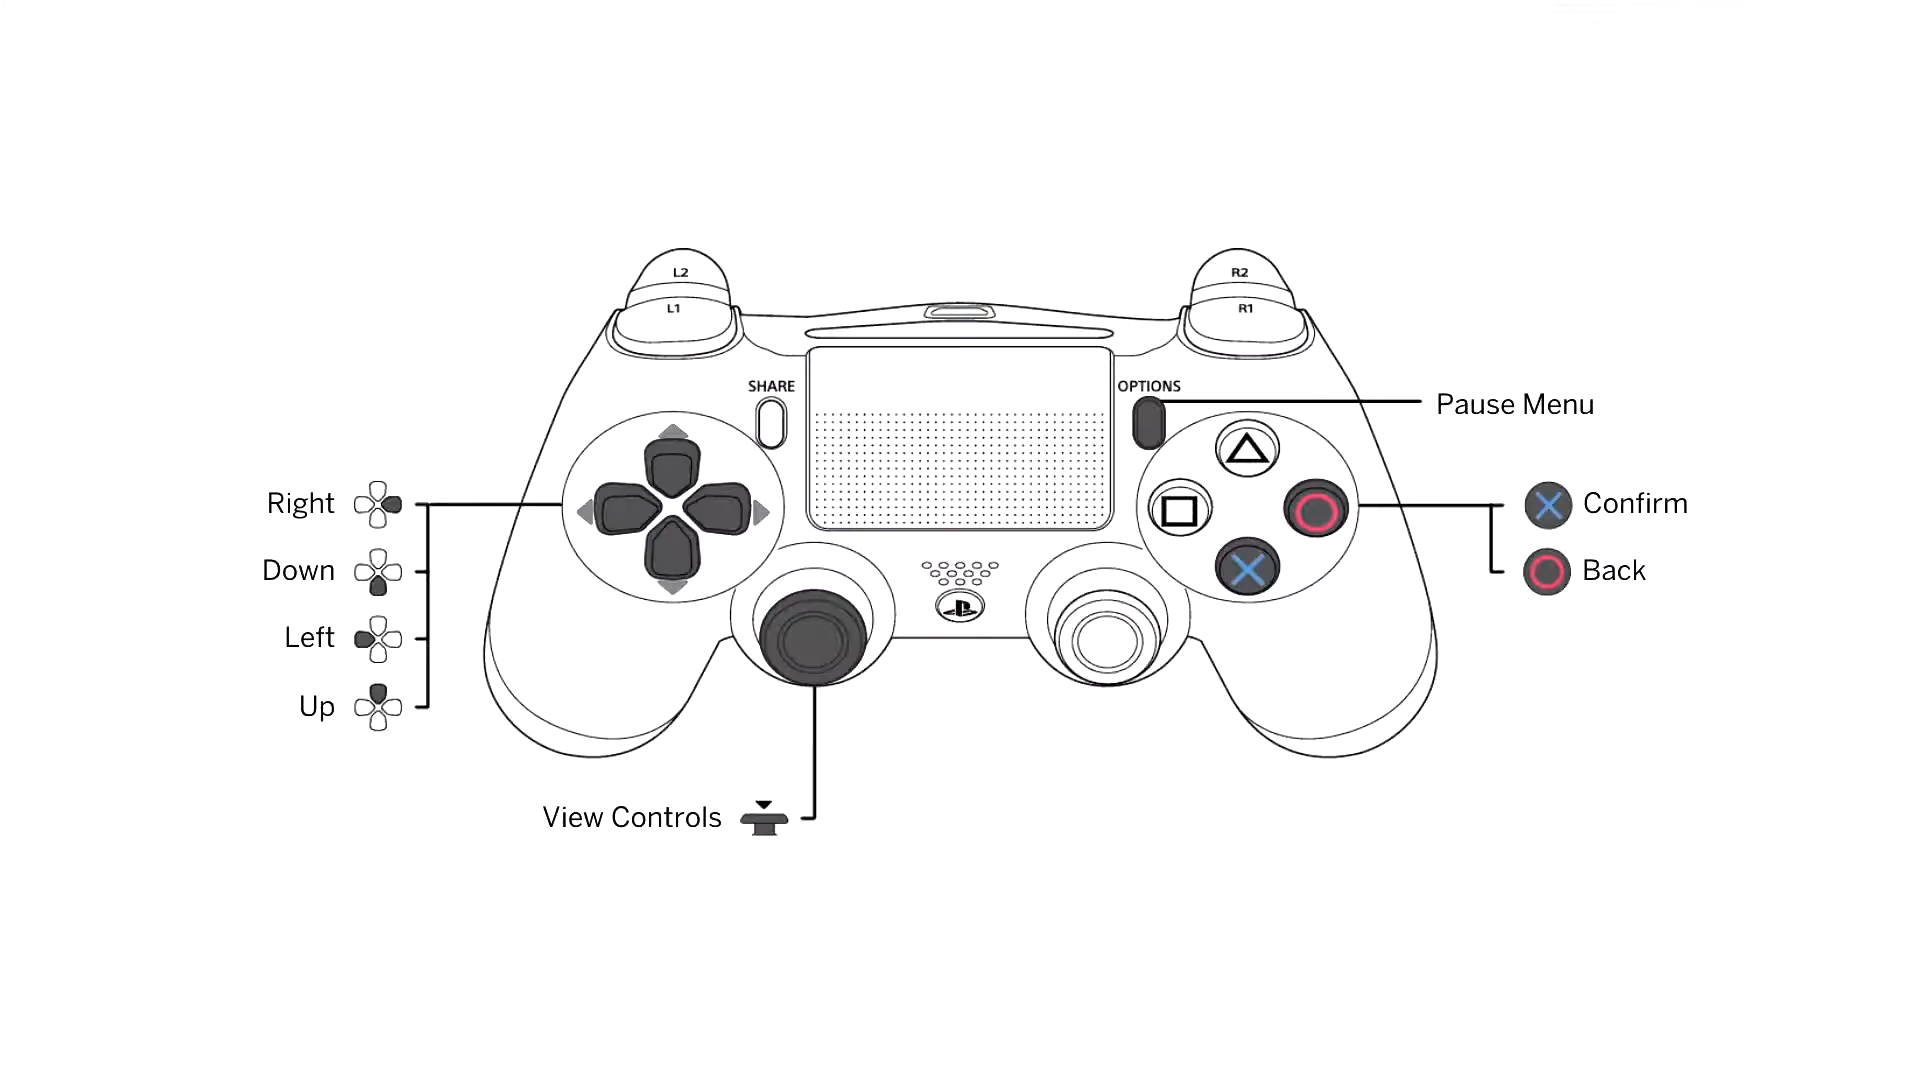 L2
R2
L1
R1
SHARE
OPTIONS
Pause Menu
Right
Confirm
Down
Back
Left
Up
View Controls